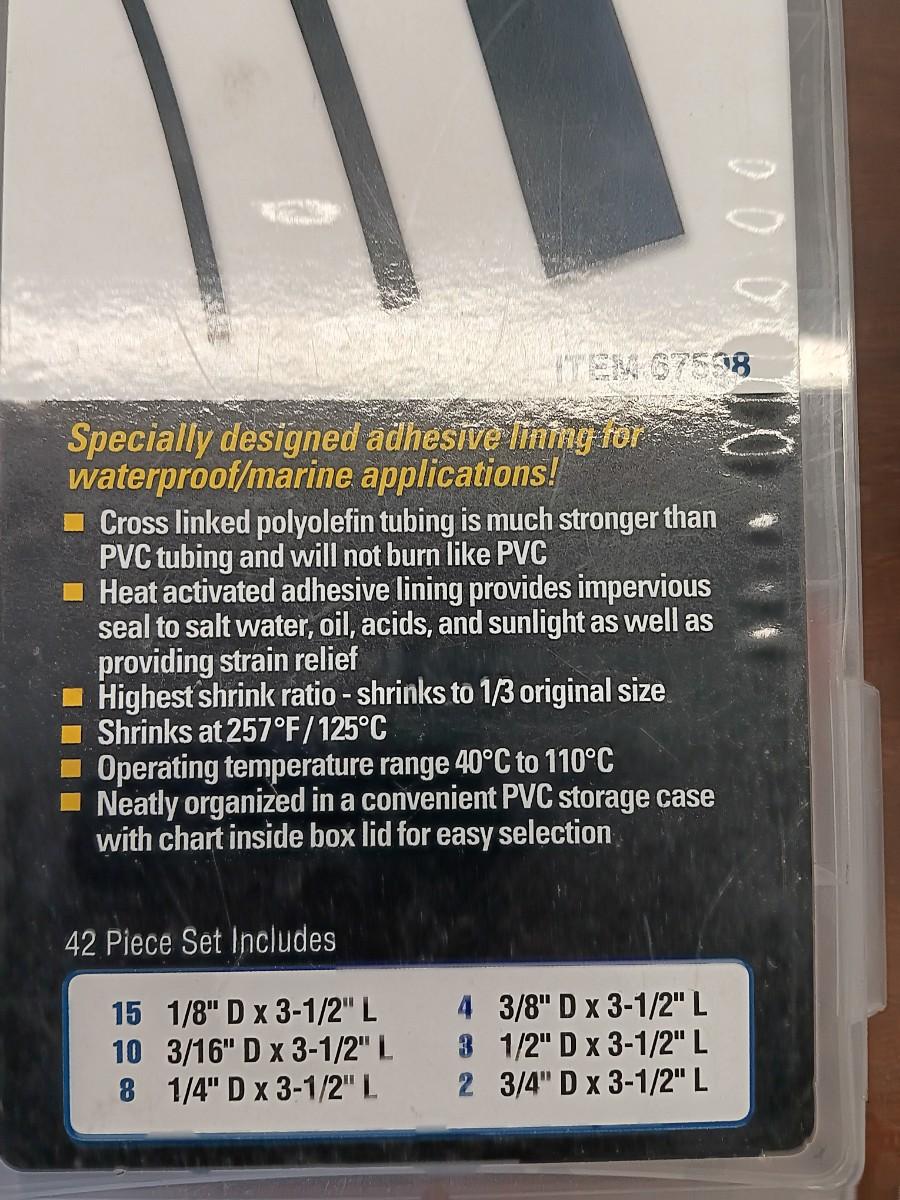 ITEM 67598
Specially designed adhesive lining for
waterproof/marine applications!
Cross linked polyolefin tubing is much stronger than
PVC tubing and will not burn like PVC
Heat activated adhesive lining provides impervious
seal to salt water, oil, acids, and sunlight as well as
providing strain relief
Highest shrink ratio - shrinks to 1/3 original size
Shrinks at 257°F / 125°C
Operating temperature range 40°C to 110°C
Neatly organized in a convenient PVC storage case
with chart inside box lid for easy selection
42 Piece Set Includes
15 1/8" D x 3-1/2" L
10 3/16" D x 3-1/2" L
8 1/4" D x 3-1/2" L
4 3/8" D x 3-1/2" L
3 1/2" D x 3-1/2" L
2 3/4" D x 3-1/2" L